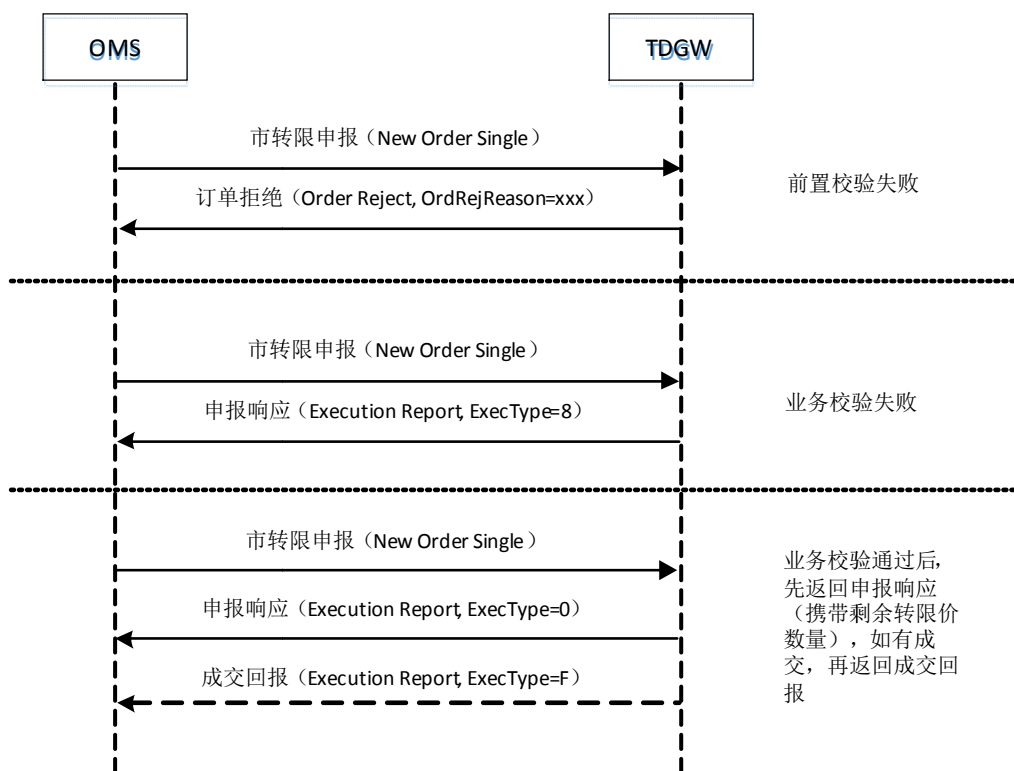 OMS
TDGW
市转限申报（New Order Single）
订单拒绝（Order Reject, OrdRejReason=xxx）
前置校验失败
市转限申报（New Order Single）
申报响应（Execution Report, ExecType=8）
业务校验失败
市转限申报（New Order Single）
申报响应（Execution Report, ExecType=0）
成交回报（Execution Report, ExecType=F）
业务校验通过后,
先返回申报响应
（携带剩余转限价
数量），如有成
交，再返回成交回
报